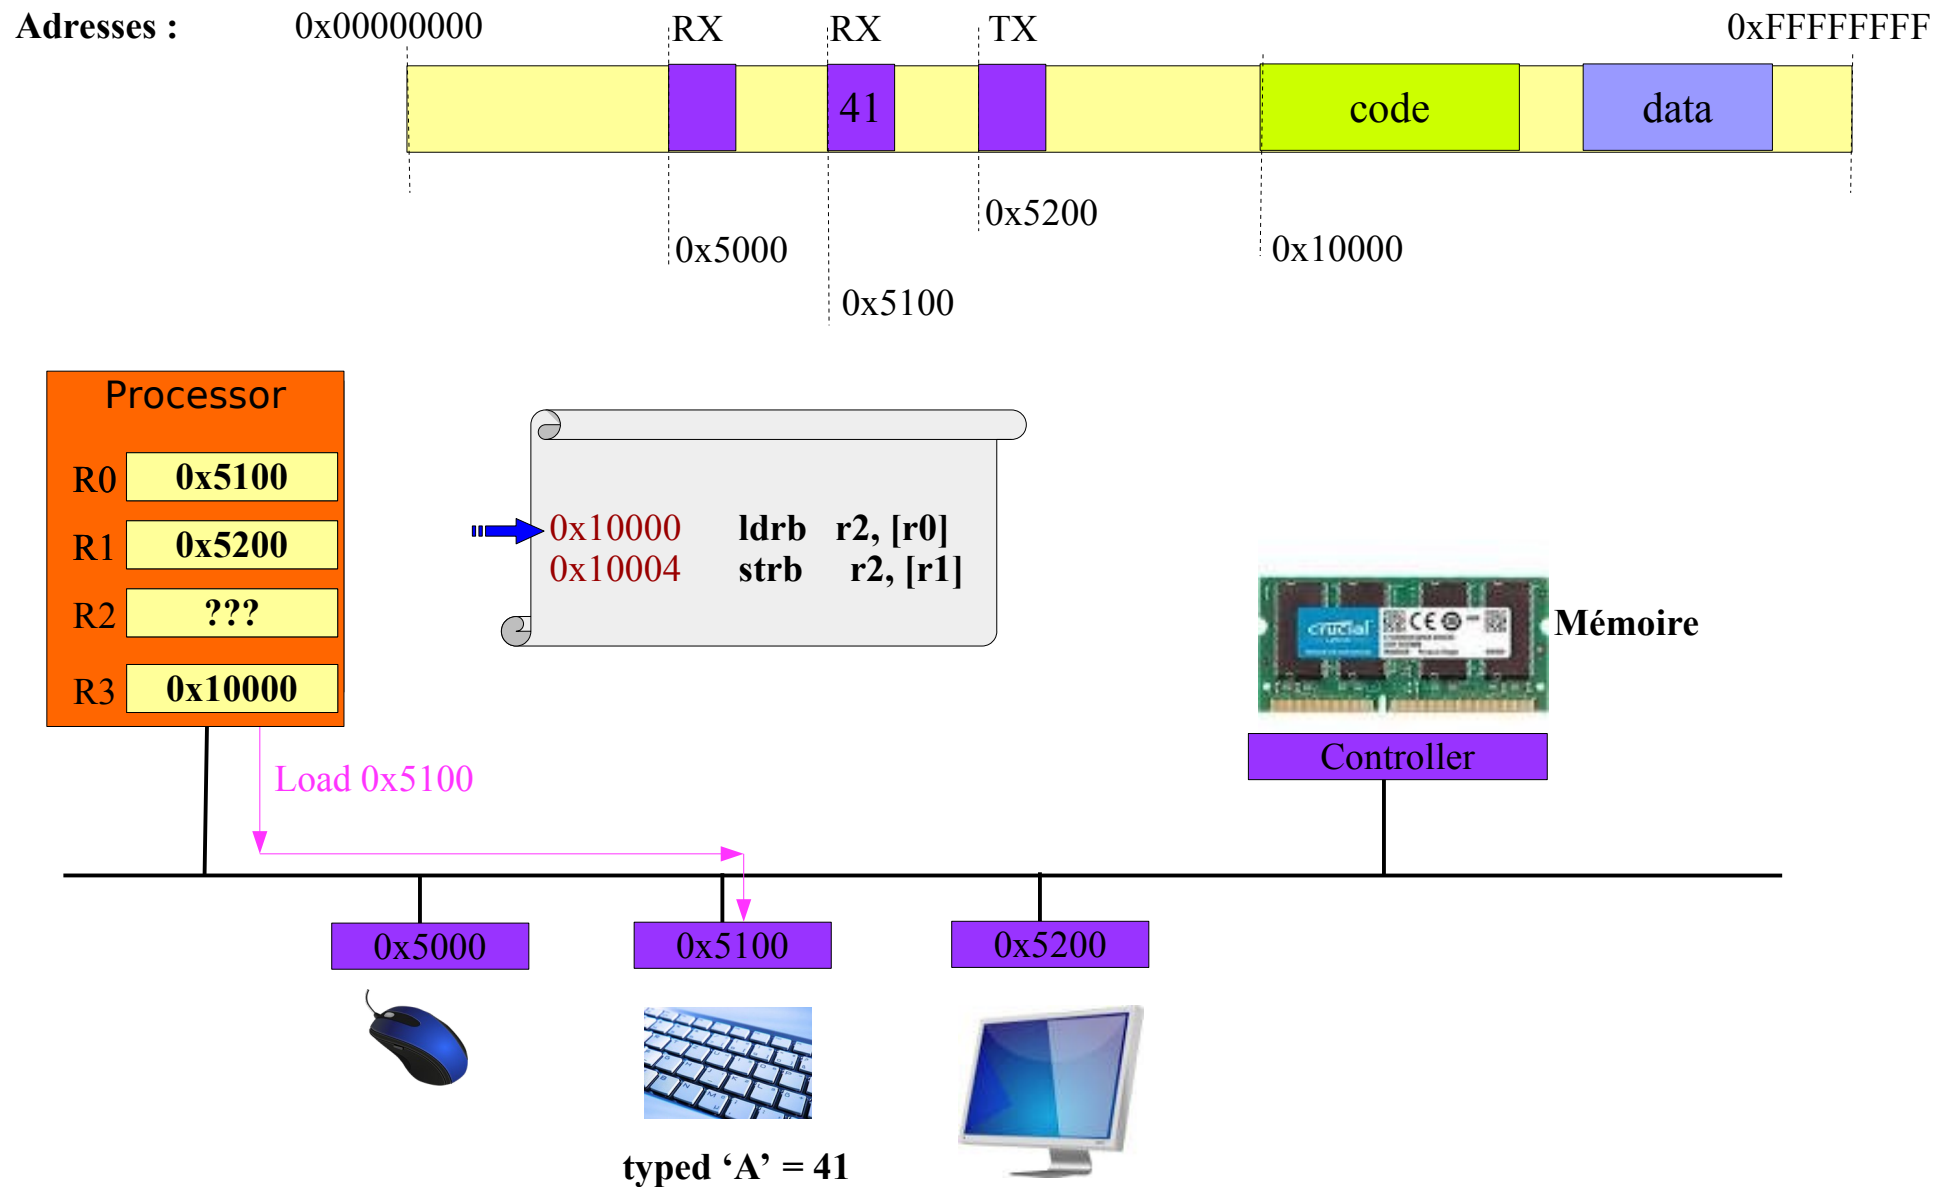 Adresses :
0x00000000
RX
RX
TX
0xFFFFFFFF
41
code
data
0x5200
0x5000
0x10000
0x5100
Processor
R0 0x5100
R1 0x5200
R2 ???
R3 0x10000
0x10000 ldrb r2, [r0]
0x10004 strb r2, [r1]
crucial
CE
Mémoire
Controller
Load 0x5100
0x5000
0x5100
0x5200
typed ‘A’ = 41